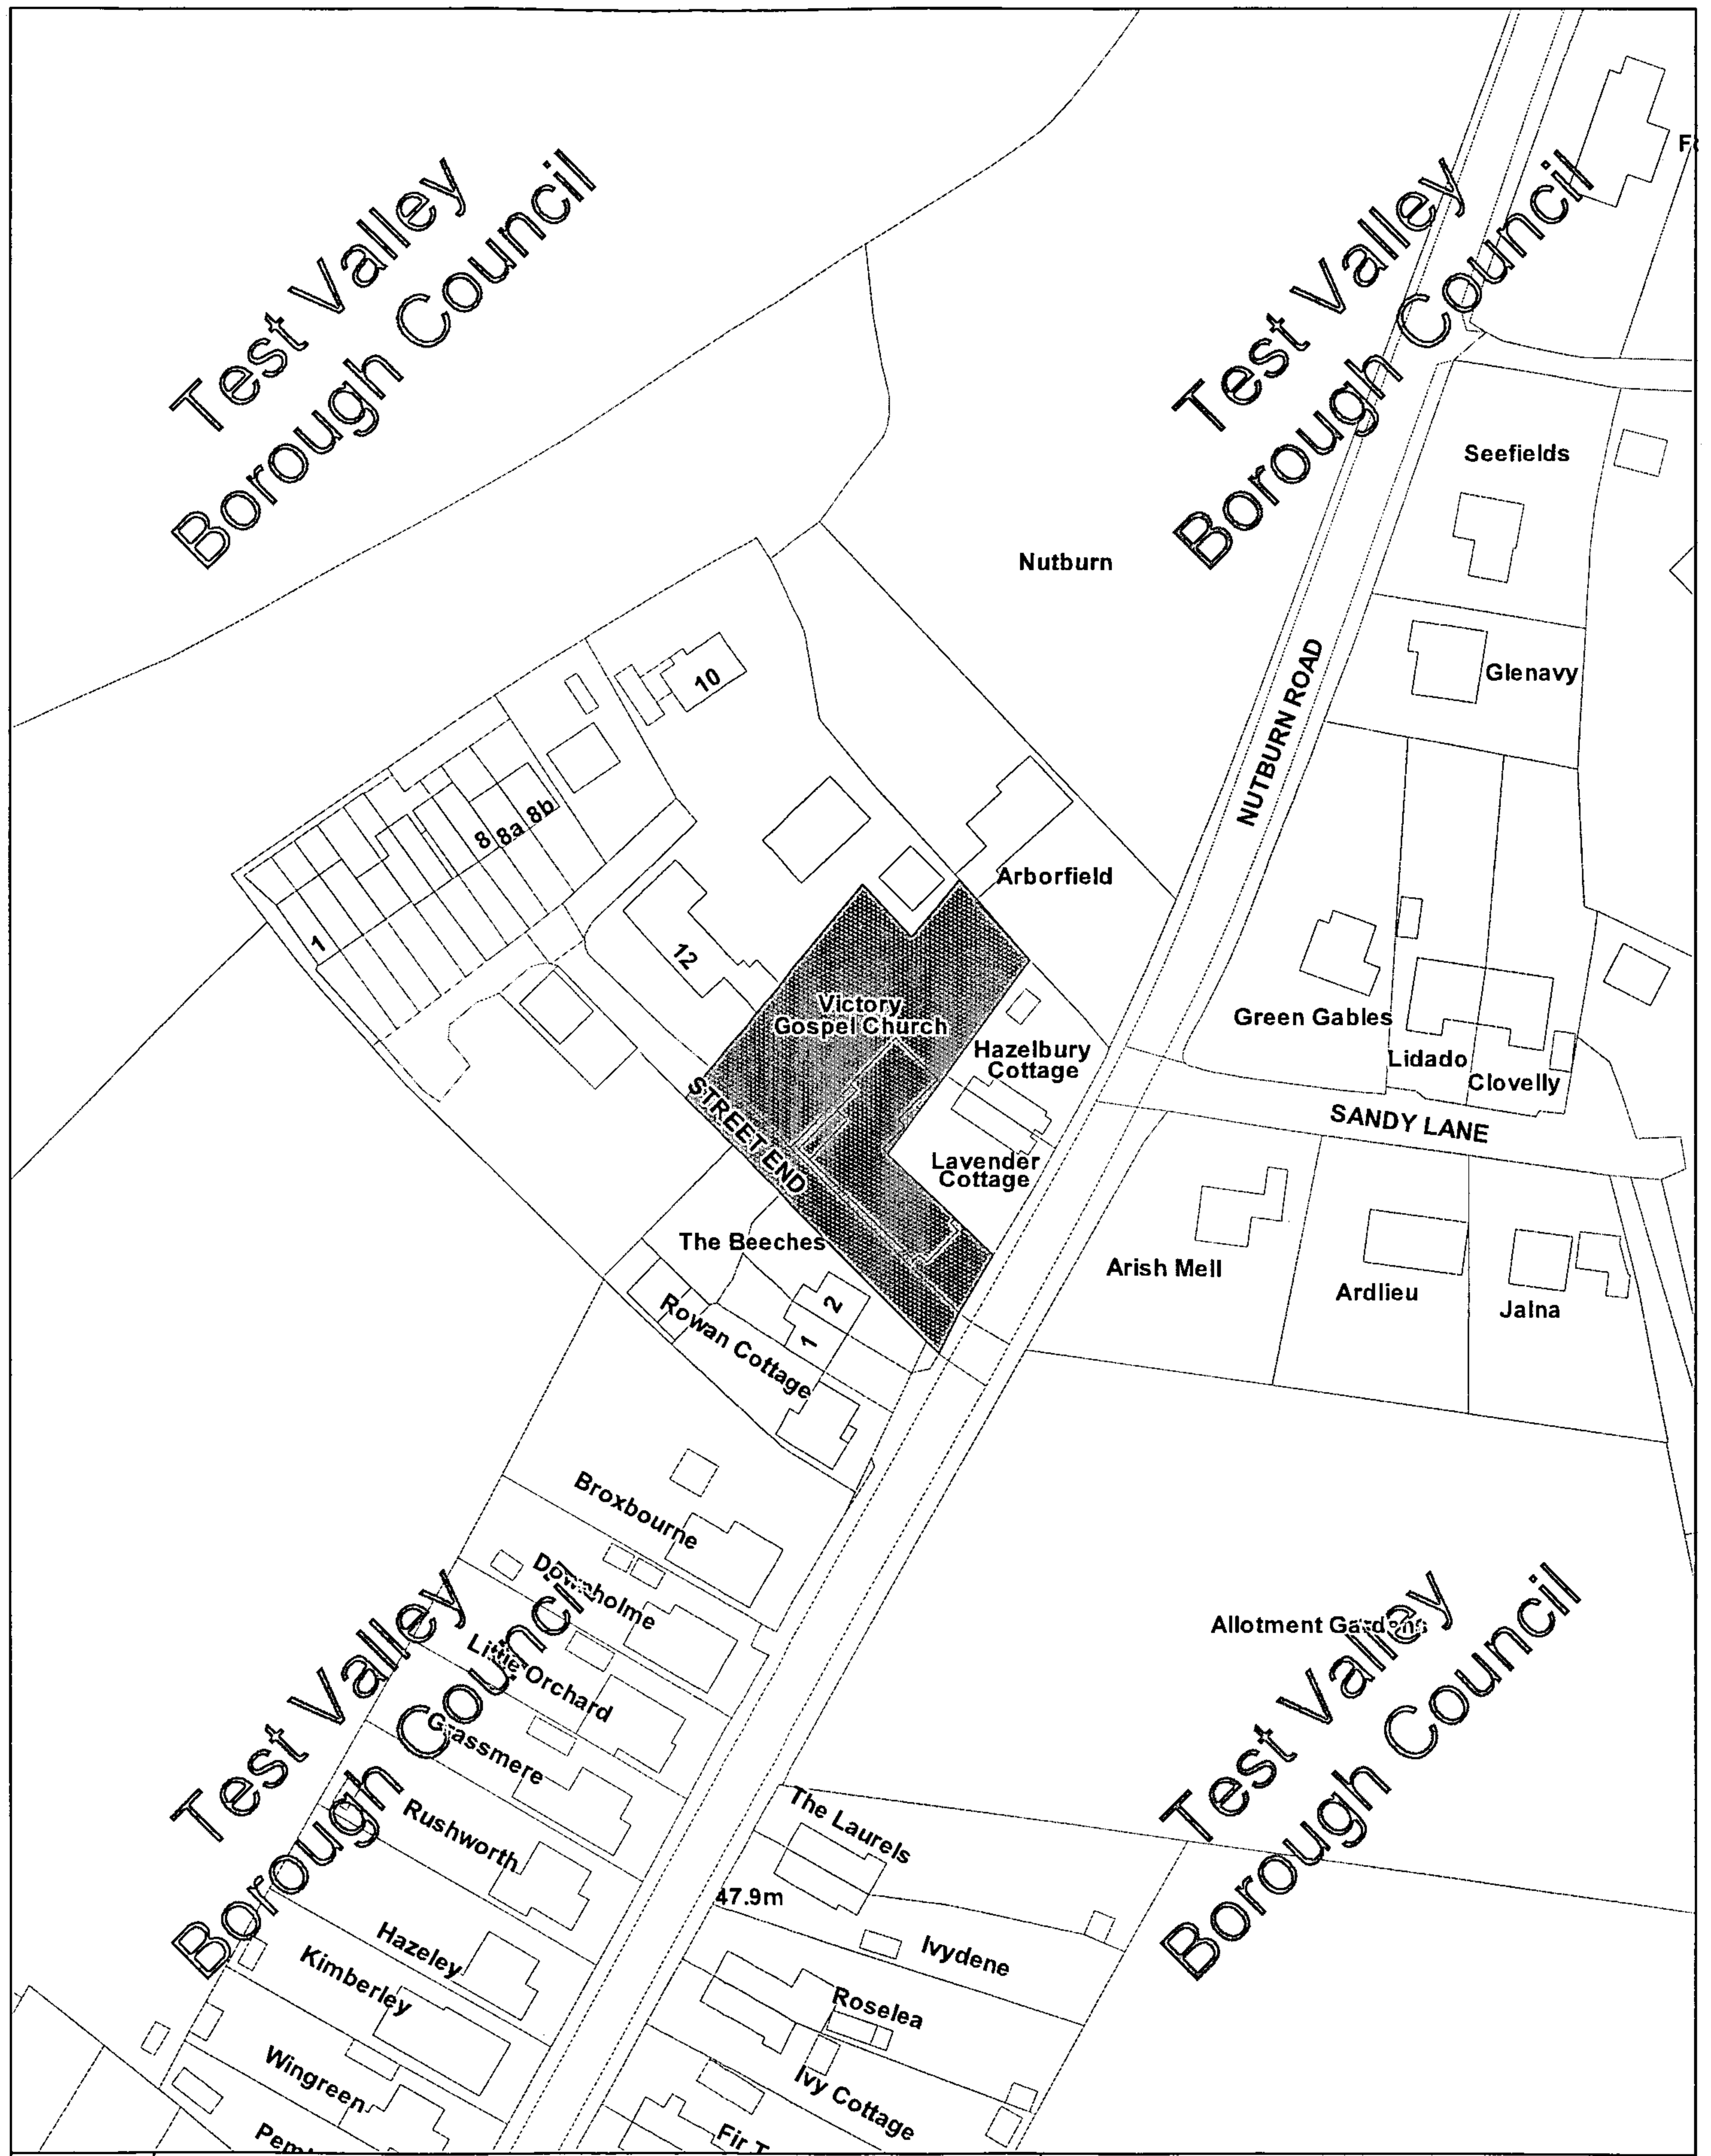 Test Valley
Borough Council
Test Valley
Borough Council
Seefields
Nutburn
Glenavy
NUTBURN ROAD
10
8 8a 8b
1
12
Arborfield
Victory
Gospel Church
Green Gables
Hazelbury
Cottage
Lidado
Clovelly
STREET END
SANDY LANE
Lavender
Cottage
The Beeches
Arish Mell
Ardlieu
Jalna
2
1
Rowan Cottage
Broxbourne
Downholme
Little Orchard
Grassmere
Test Valley
Borough Council
Allotment Gardens
Test Valley
Borough Council
Rushworth
The Laurels
47.9m
Hazeley
Ivydene
Kimberley
Roselea
Wingreen
Ivy Cottage
Fir